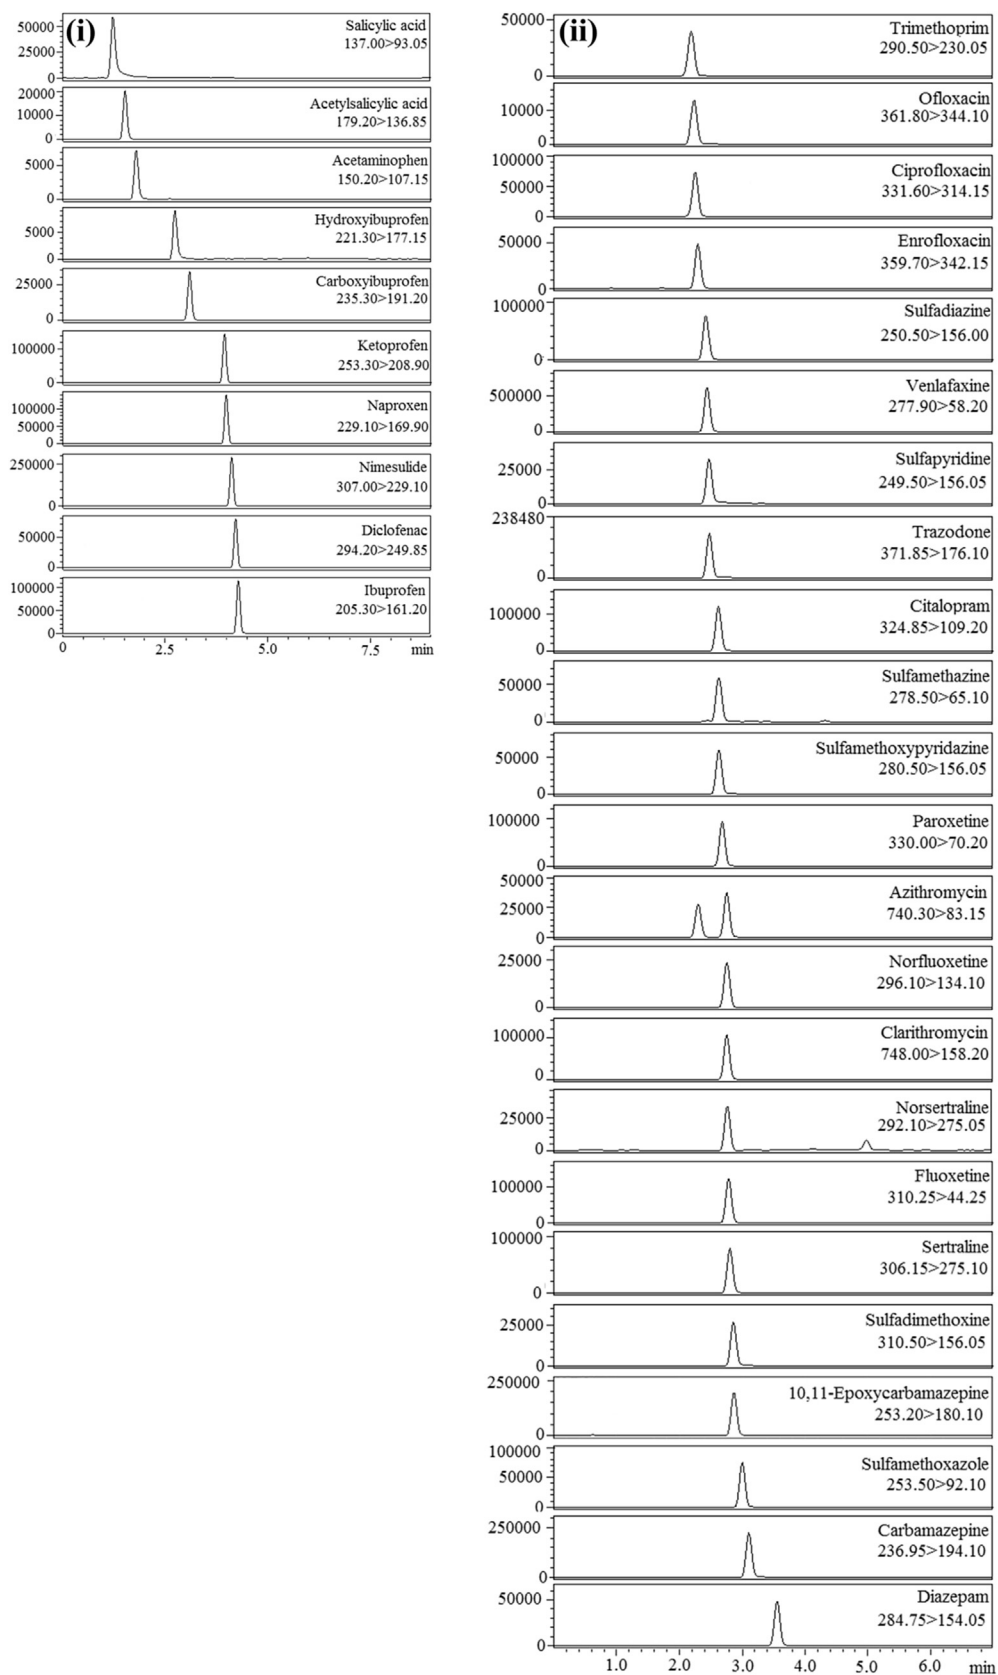 (i)
50000
25000
0
Salicylic acid
137.00>93.05
20000
10000
0
Acetylsalicylic acid
179.20>136.85
5000
0
Acetaminophen
150.20>107.15
5000
0
Hydroxyibuprofen
221.30>177.15
25000
0
Carboxyibuprofen
235.30>191.20
100000
0
Ketoprofen
253.30>208.90
100000
50000
0
Naproxen
229.10>169.90
250000
0
Nimesulide
307.00>229.10
50000
0
Diclofenac
294.20>249.85
100000
50000
0
Ibuprofen
205.30>161.20
0 2.5 5.0 7.5 min
(ii)
50000
0
Trimethoprim
290.50>230.05
10000
0
Ofloxacin
361.80>344.10
100000
50000
0
Ciprofloxacin
331.60>314.15
50000
0
Enrofloxacin
359.70>342.15
100000
0
Sulfadiazine
250.50>156.00
500000
0
Venlafaxine
277.90>58.20
25000
0
Sulfapyridine
249.50>156.05
238480
0
Trazodone
371.85>176.10
100000
0
Citalopram
324.85>109.20
50000
0
Sulfamethazine
278.50>65.10
50000
0
Sulfamethoxypyridazine
280.50>156.05
100000
0
Paroxetine
330.00>70.20
50000
25000
0
Azithromycin
740.30>83.15
25000
0
Norfluoxetine
296.10>134.10
100000
0
Clarithromycin
748.00>158.20
25000
0
Norsertraline
292.10>275.05
100000
0
Fluoxetine
310.25>44.25
100000
0
Sertraline
306.15>275.10
25000
0
Sulfadimethoxine
310.50>156.05
250000
0
10,11-Epoxycarbamazepine
253.20>180.10
100000
50000
0
Sulfamethoxazole
253.50>92.10
250000
0
Carbamazepine
236.95>194.10
50000
0
Diazepam
284.75>154.05
1.0 2.0 3.0 4.0 5.0 6.0 min